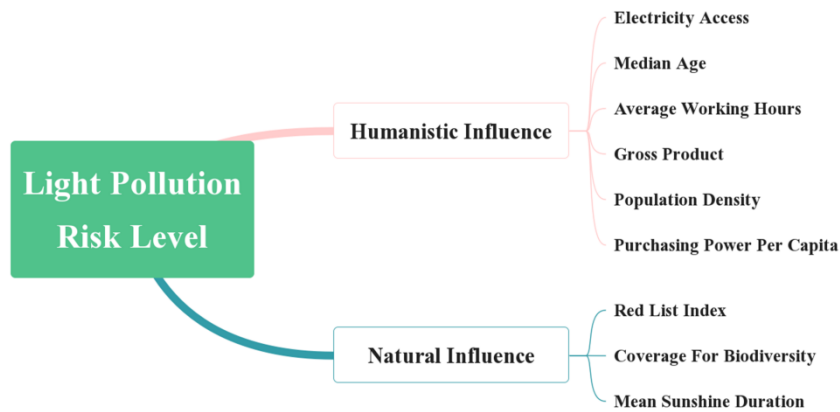 Light Pollution
Risk Level
Humanistic Influence
Electricity Access
Median Age
Average Working Hours
Gross Product
Population Density
Purchasing Power Per Capita
Natural Influence
Red List Index
Coverage For Biodiversity
Mean Sunshine Duration